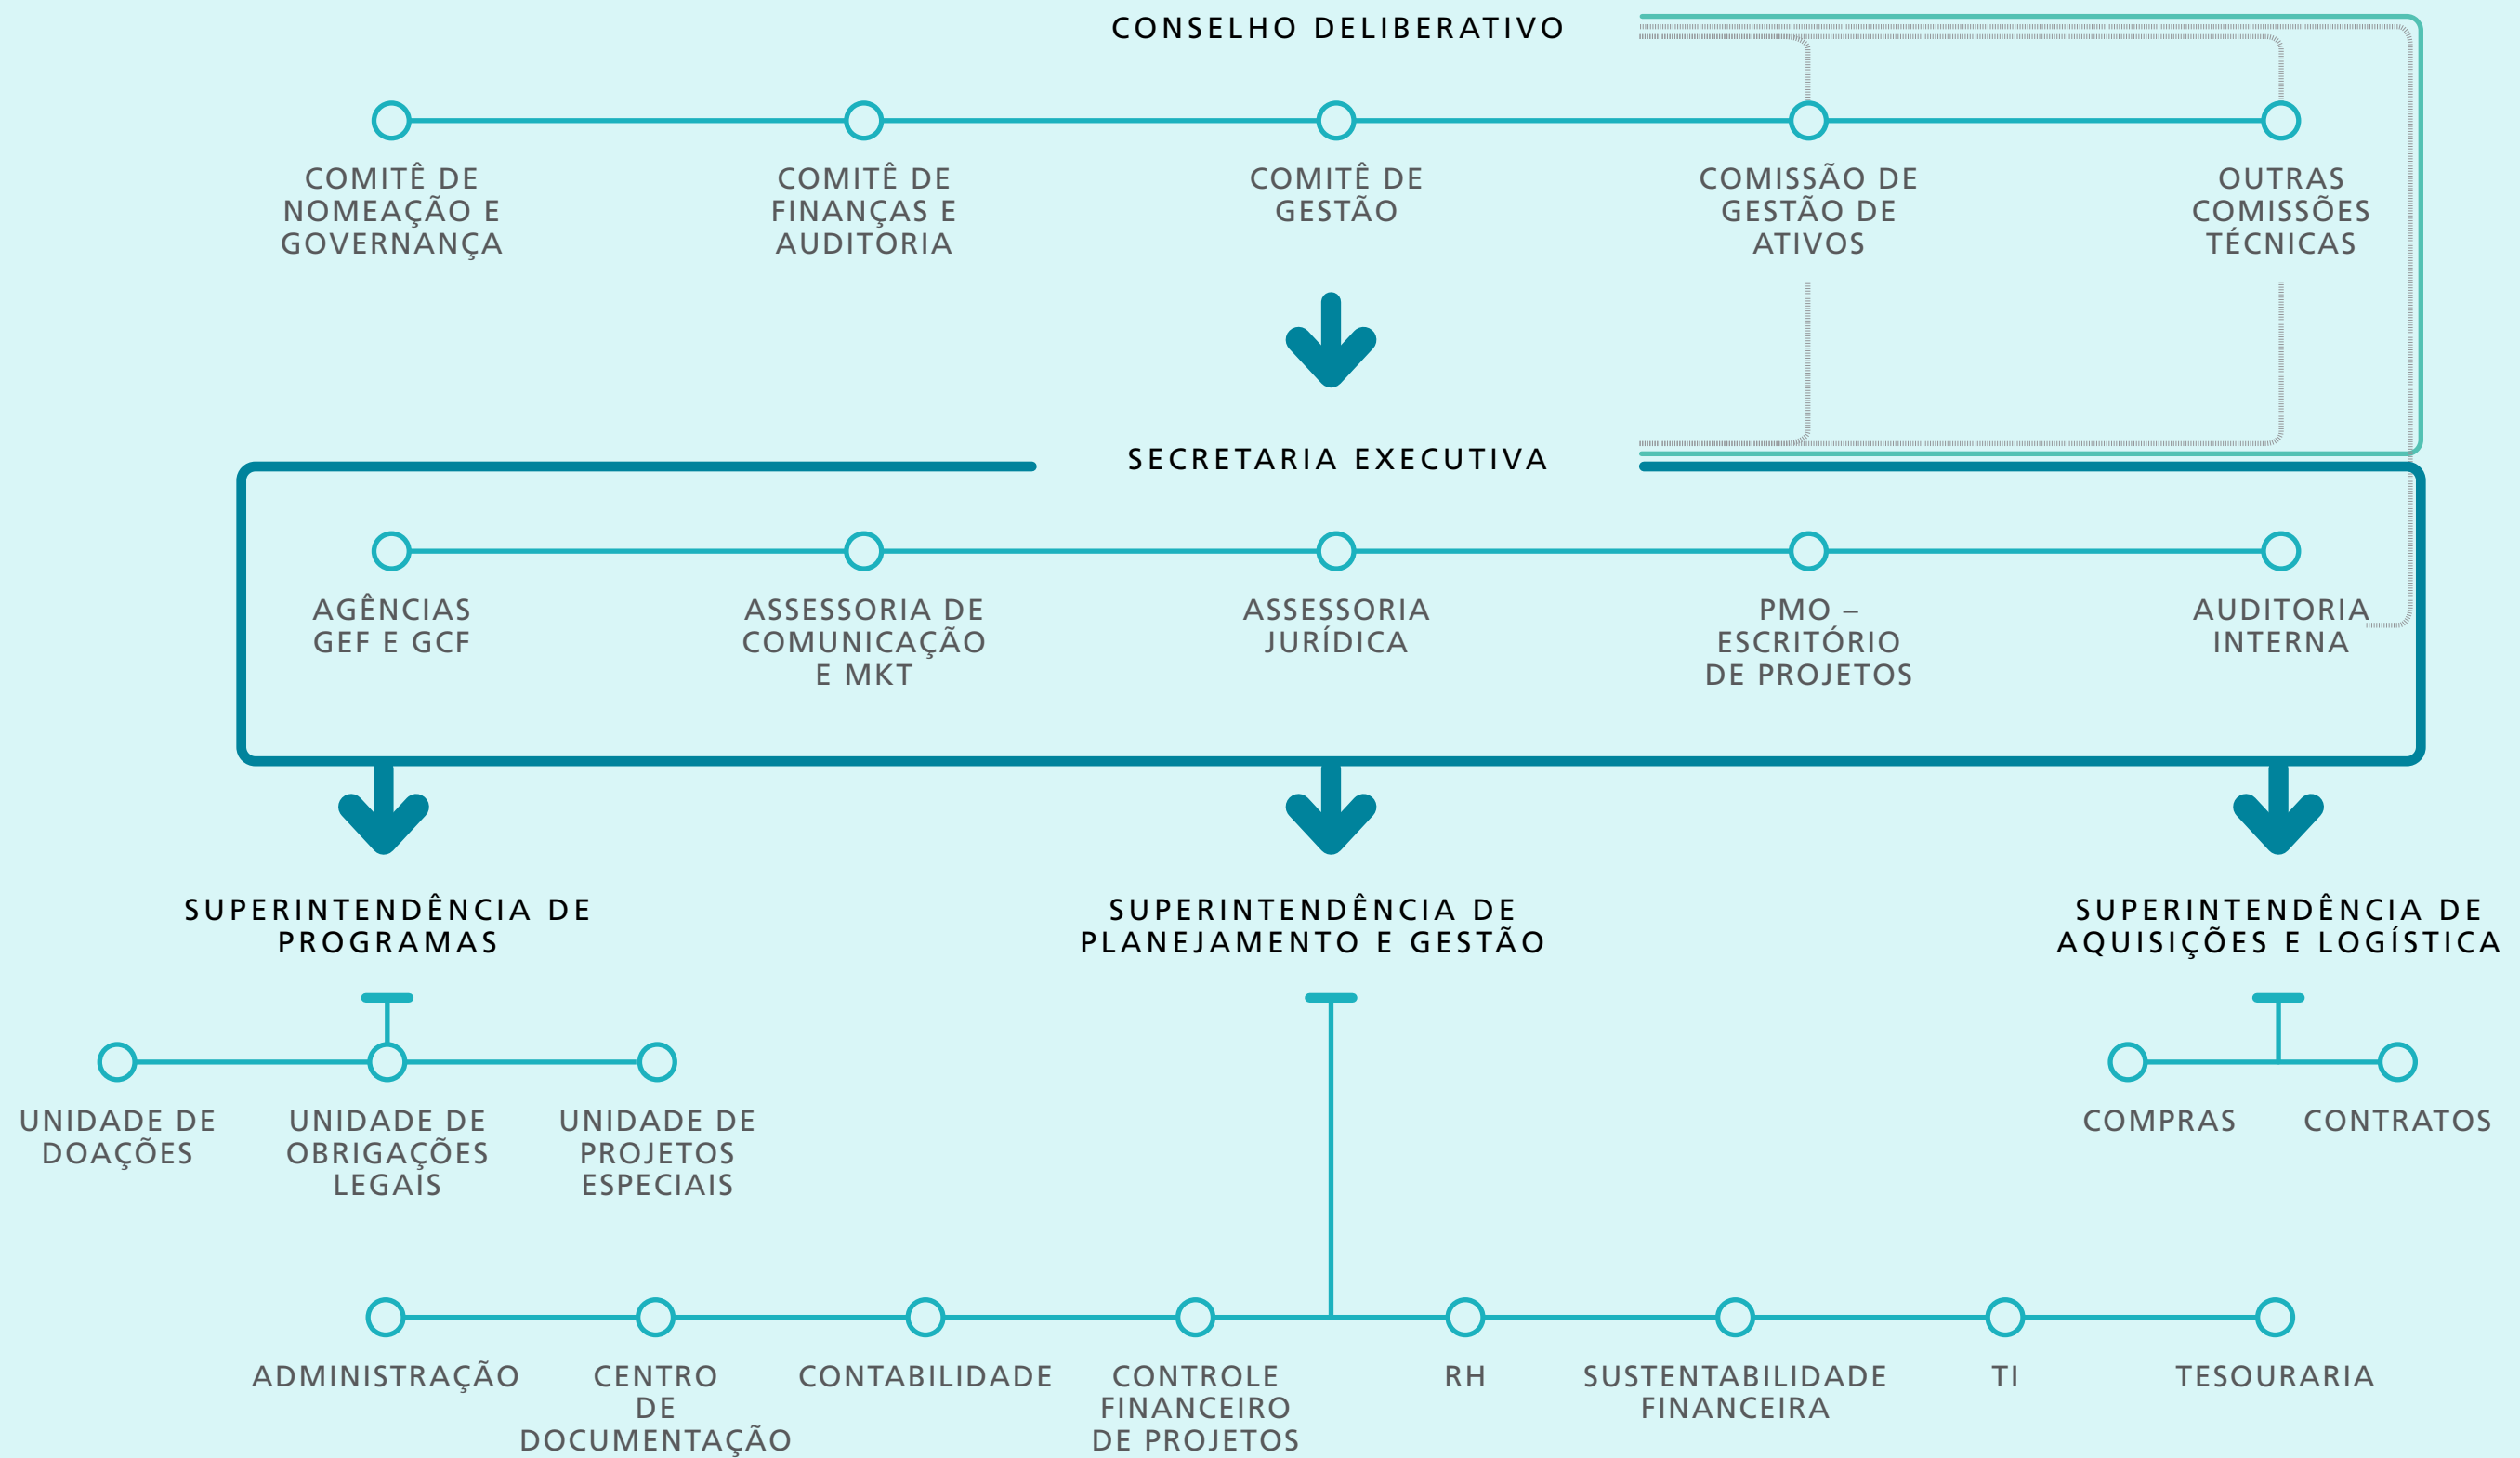 CONSELHO DELIBERATIVO
COMITÊ DE
NOMEAÇÃO E
GOVERNANÇA
COMITÊ DE
FINANÇAS E
AUDITORIA
COMITÊ DE
GESTÃO
COMISSÃO DE
GESTÃO DE
ATIVOS
OUTRAS
COMISSÕES
TÉCNICAS
SECRETARIA EXECUTIVA
AGÊNCIAS
GEF E GCF
ASSESSORIA DE
COMUNICAÇÃO
E MKT
ASSESSORIA
JURÍDICA
PMO –
ESCRITÓRIO
DE PROJETOS
AUDITORIA
INTERNA
SUPERINTENDÊNCIA DE
PROGRAMAS
SUPERINTENDÊNCIA DE
PLANEJAMENTO E GESTÃO
SUPERINTENDÊNCIA DE
AQUISIÇÕES E LOGÍSTICA
UNIDADE DE
DOAÇÕES
UNIDADE DE
OBRIGAÇÕES
LEGAIS
UNIDADE DE
PROJETOS
ESPECIAIS
COMPRAS
CONTRATOS
ADMINISTRAÇÃO
CENTRO
DE
DOCUMENTAÇÃO
CONTABILIDADE
CONTROLE
FINANCEIRO
DE PROJETOS
RH
SUSTENTABILIDADE
FINANCEIRA
TI
TESOURARIA